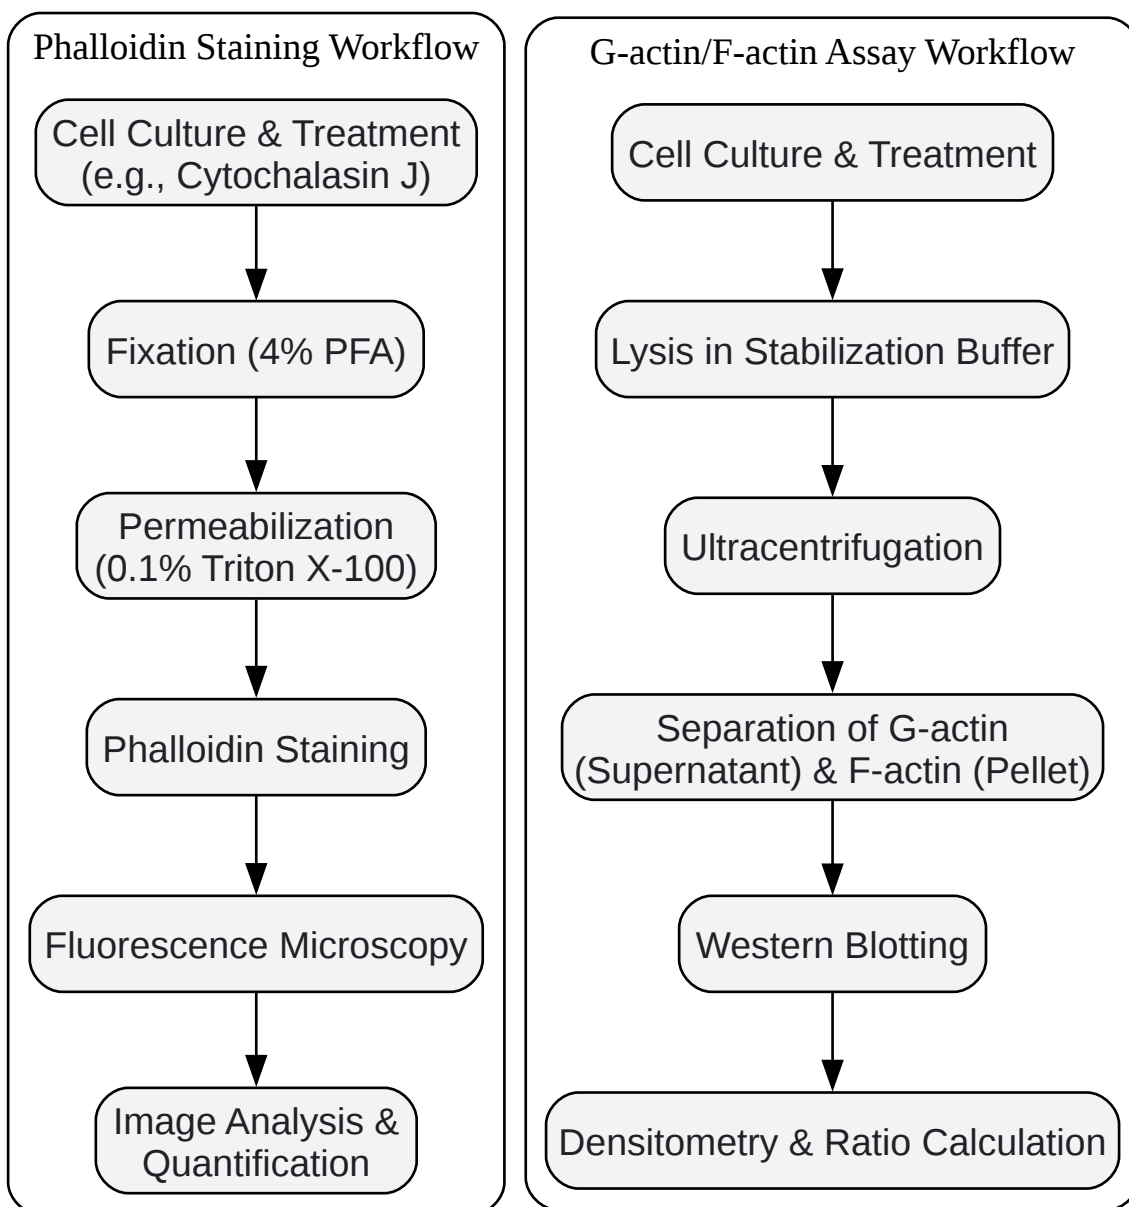 Phalloidin Staining Workflow
Cell Culture & Treatment
(e.g., Cytochalasin J)
Fixation (4% PFA)
Permeabilization
(0.1% Triton X-100)
Phalloidin Staining
Fluorescence Microscopy
Image Analysis &
Quantification
G-actin/F-actin Assay Workflow
Cell Culture & Treatment
Lysis in Stabilization Buffer
Ultracentrifugation
Separation of G-actin
(Supernatant) & F-actin (Pellet)
Western Blotting
Densitometry & Ratio Calculation